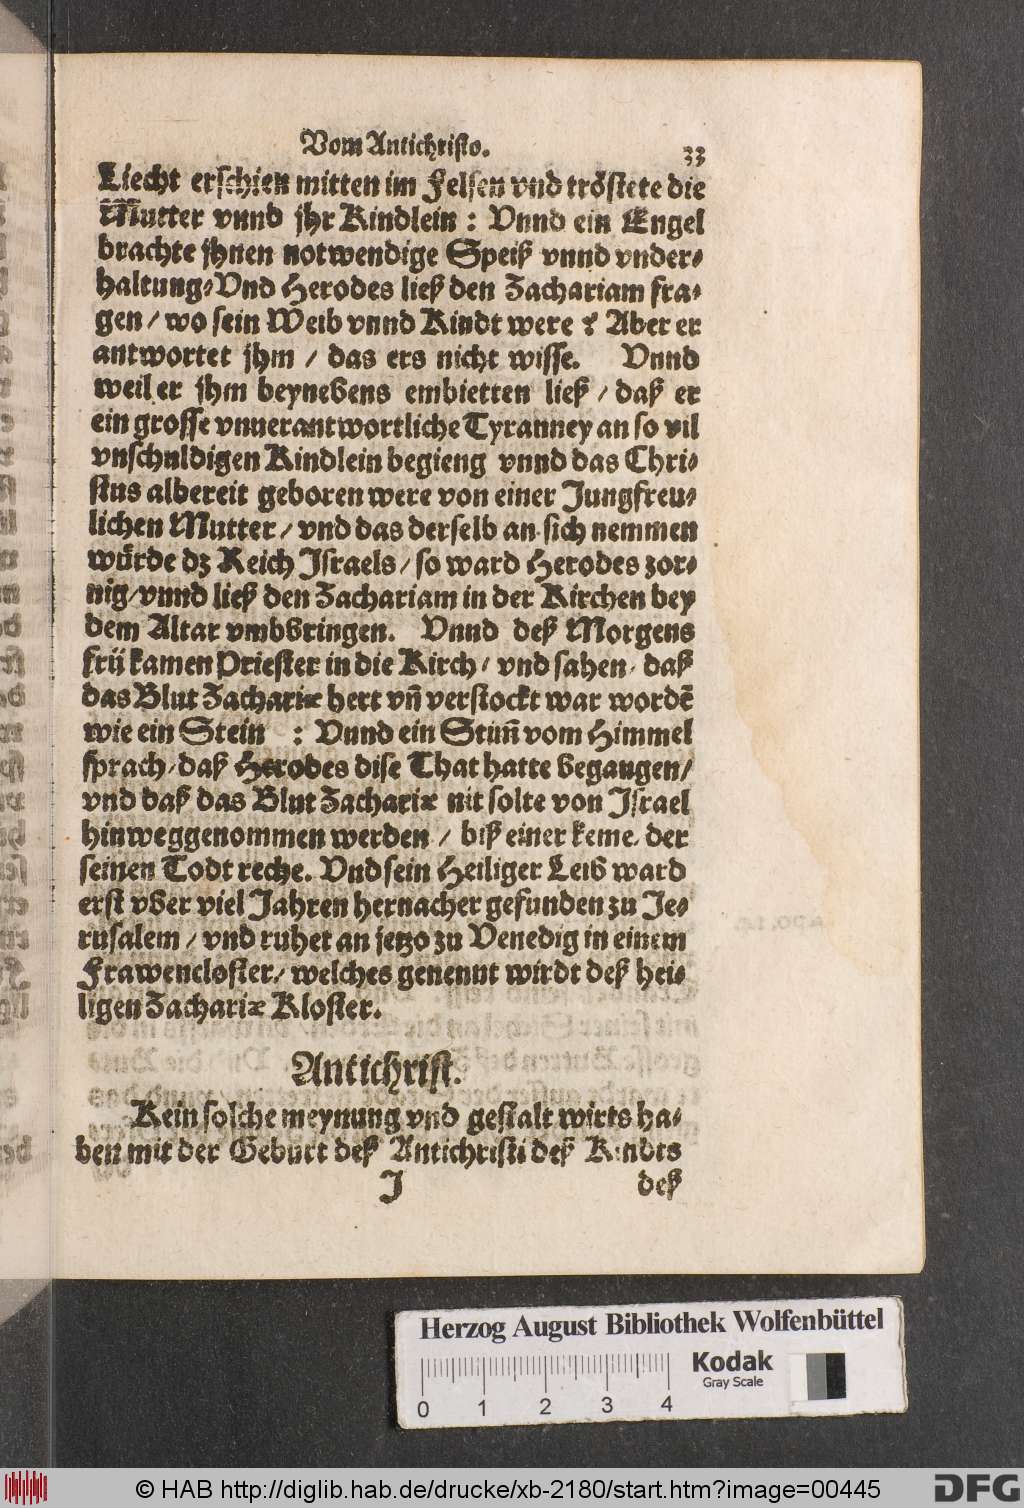 Vom Antichristo. 33
Liecht erschien mitten im Felsen vnd tröstete die
Mutter vnnd jhr Kindlein : Vnnd ein Engel
brachte jhnen notwendige Speiß vnnd vnder-
haltung/Vnd Herodes ließ den Zachariam fra-
gen / wo sein Weib vnnd Kindt were ? Aber er
antwortet jhm / das ers nicht wisse. Vnnd
weil er jhm beynebens embietten ließ / daß er
ein grosse vnuerantwortliche Tyranney an so vil
vnschuldigen Kindlein begieng vnnd das Chri-
stus albereit geboren were von einer Jungfreu-
lichen Mutter / vnd das derselb an sich nemmen
würde dz Reich Israels / so ward Herodes zor-
nig/vnnd ließ den Zachariam in der Kirchen bey
dem Altar vmbbringen. Vnnd deß Morgens
frü kamen Priester in die Kirch / vnd sahen / daß
das Blut Zachariæ hert vñ verstockt war wordẽ
wie ein Stein : Vnnd ein Stim̃ vom Himmel
sprach / daß Herodes dise That hatte begangen /
vnd daß das Blut Zachariæ nit solte von Israel
hinweggenommen werden / biß einer keme / der
seinen Todt reche. Vnd sein Heiliger Leib ward
erst vber viel Jahren hernacher gefunden zu Je-
rusalem / vnd ruhet an jetzo zu Venedig in einem
Frawencloster / welches genennt wirdt deß hei-
ligen Zachariæ Kloster.
Antichrist.
Kein solche meynung vnd gestalt wirts ha-
ben mit der Geburt deß Antichristi deß Kindts
J deß
Herzog August Bibliothek Wolfenbüttel
Kodak
Gray Scale
0 1 2 3 4
© HAB http://diglib.hab.de/drucke/xb-2180/start.htm?image=00445
DFG